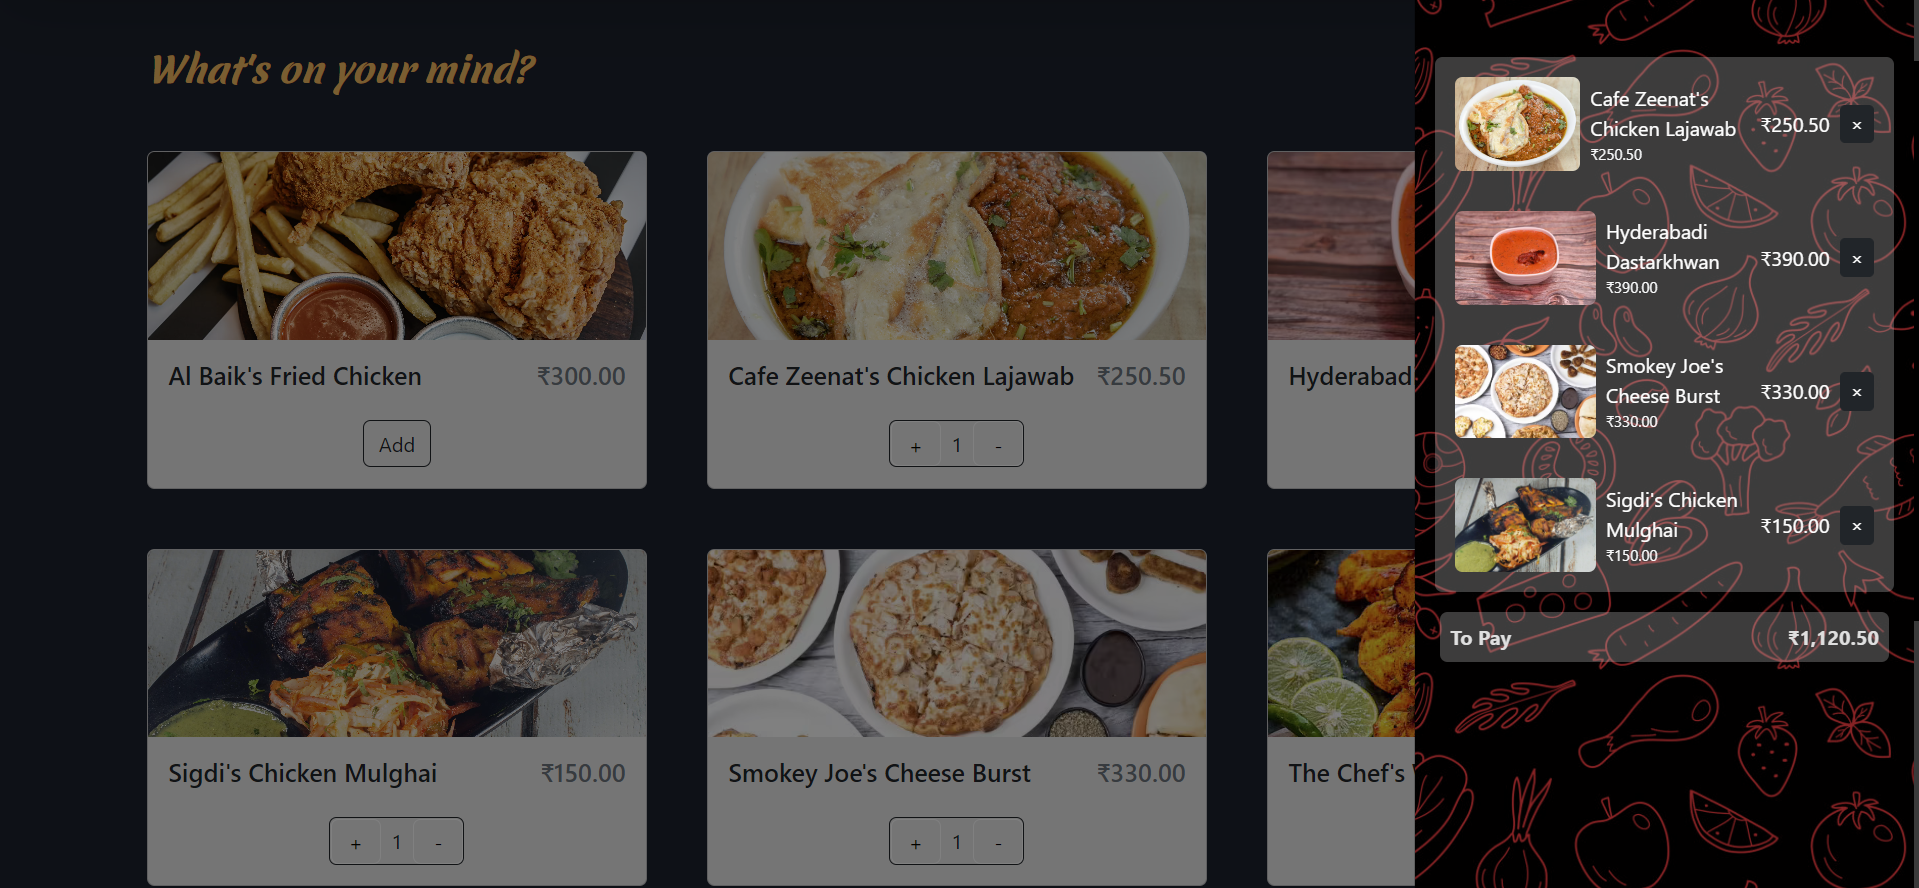 What's on your mind?
Al Baik's Fried Chicken ₹300.00
Add
Cafe Zeenat's Chicken Lajawab ₹250.50
+ 1 -
Hyderabad
Sigdi's Chicken Mulghai ₹150.00
+ 1 -
Smokey Joe's Cheese Burst ₹330.00
+ 1 -
The Chef's
Cafe Zeenat's
Chicken Lajawab
₹250.50
₹250.50 ×
Hyderabadi
Dastarkhwan
₹390.00
₹390.00 ×
Smokey Joe's
Cheese Burst
₹330.00
₹330.00 ×
Sigdi's Chicken
Mulghai
₹150.00
₹150.00 ×
To Pay ₹1,120.50